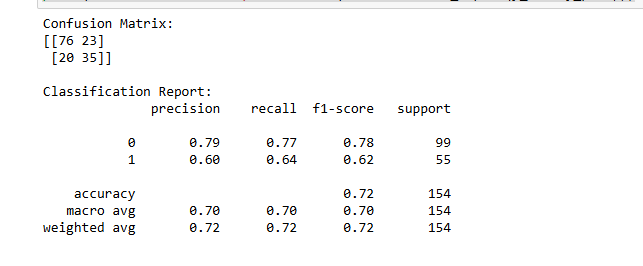 Confusion Matrix:
[[76 23]
 [20 35]]
Classification Report:
              precision    recall  f1-score   support
           0       0.79      0.77      0.78        99
           1       0.60      0.64      0.62        55
    accuracy                           0.72       154
   macro avg       0.70      0.70      0.70       154
weighted avg       0.72      0.72      0.72       154